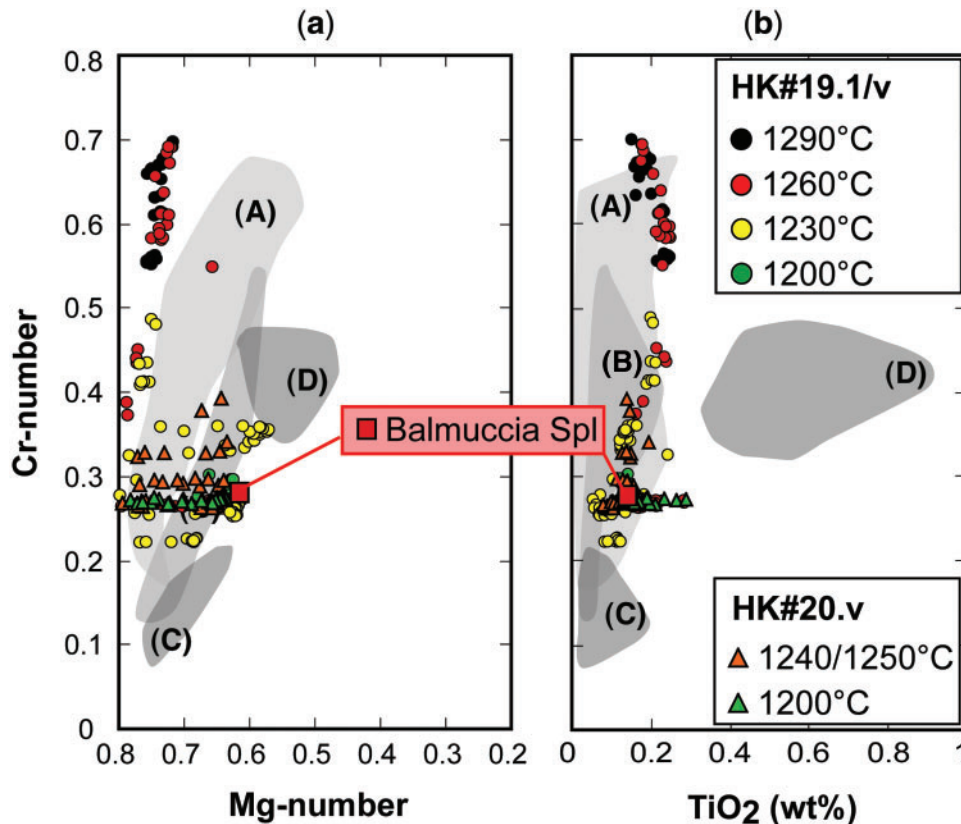 (a)
(b)
0.8
0.7
0.6
0.5
0.4
0.3
0.2
0.1
0
Cr-number
(A)
(D)
(C)
0.8 0.7 0.6 0.5 0.4 0.3 0.2
Mg-number
Balmuccia Spl
HK#19.1/v
1290°C
1260°C
1230°C
1200°C
(A)
(B)
(D)
(C)
HK#20.v
1240/1250°C
1200°C
0 0.2 0.4 0.6 0.8 1
TiO₂ (wt%)